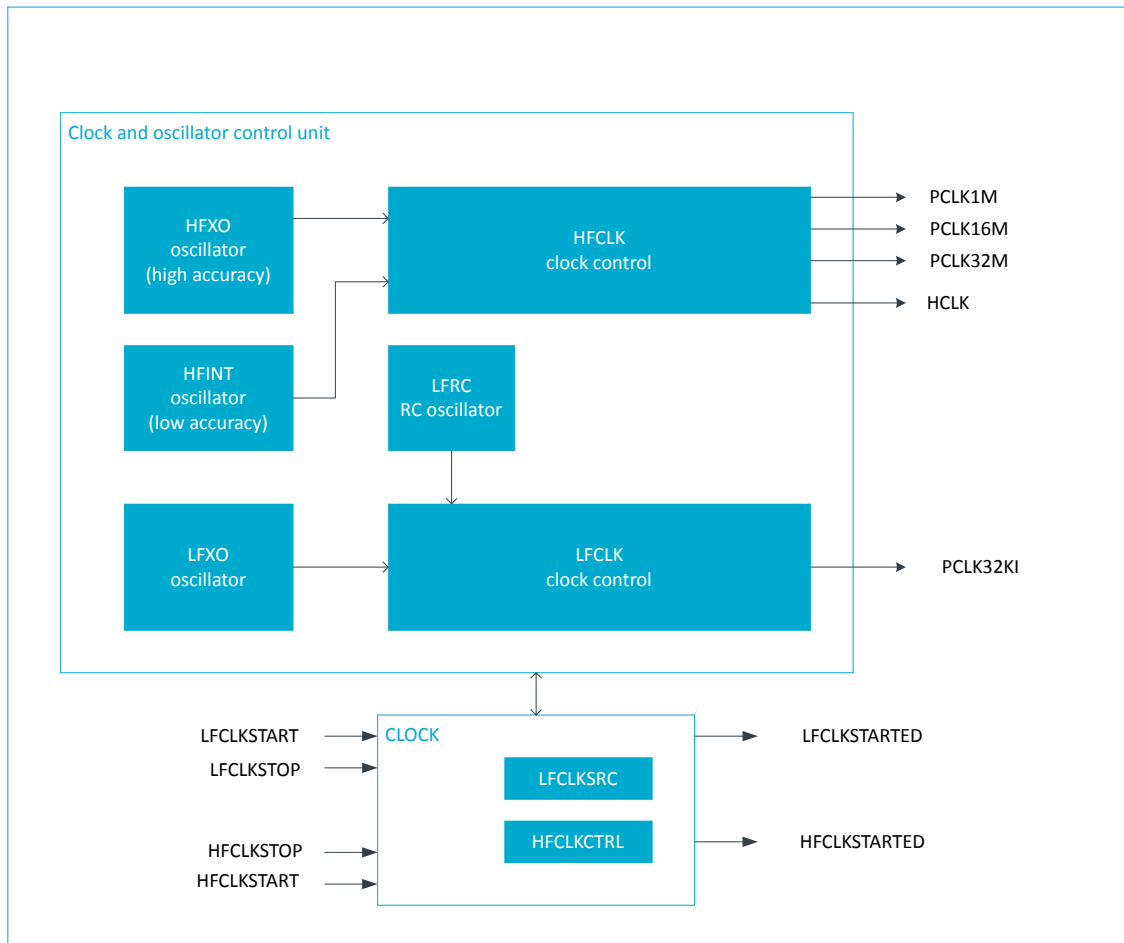 Clock and oscillator control unit
HFXO
oscillator
(high accuracy)
HFCLK
clock control
PCLK1M
PCLK16M
PCLK32M
HCLK
HFINT
oscillator
(low accuracy)
LFRC
RC oscillator
LFXO
oscillator
LFCLK
clock control
PCLK32KI
CLOCK
LFCLKSTART
LFCLKSTOP
HFCLKSTOP
HFCLKSTART
LFCLKSRC
HFCLKCTRL
LFCLKSTARTED
HFCLKSTARTED